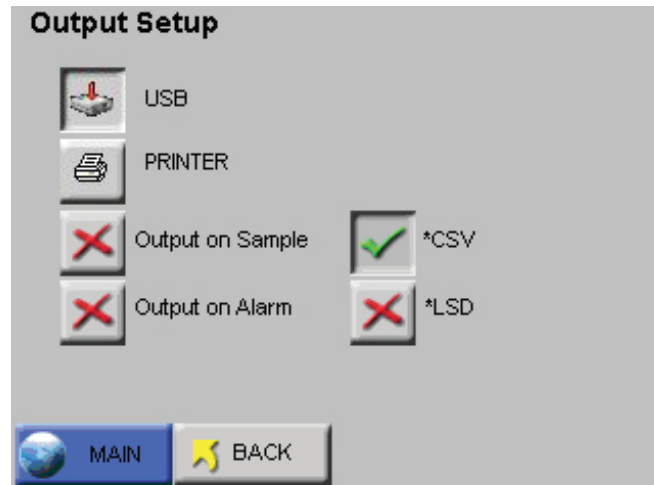 Output Setup
USB
PRINTER
Output on Sample *CSV
Output on Alarm *LSD
MAIN BACK